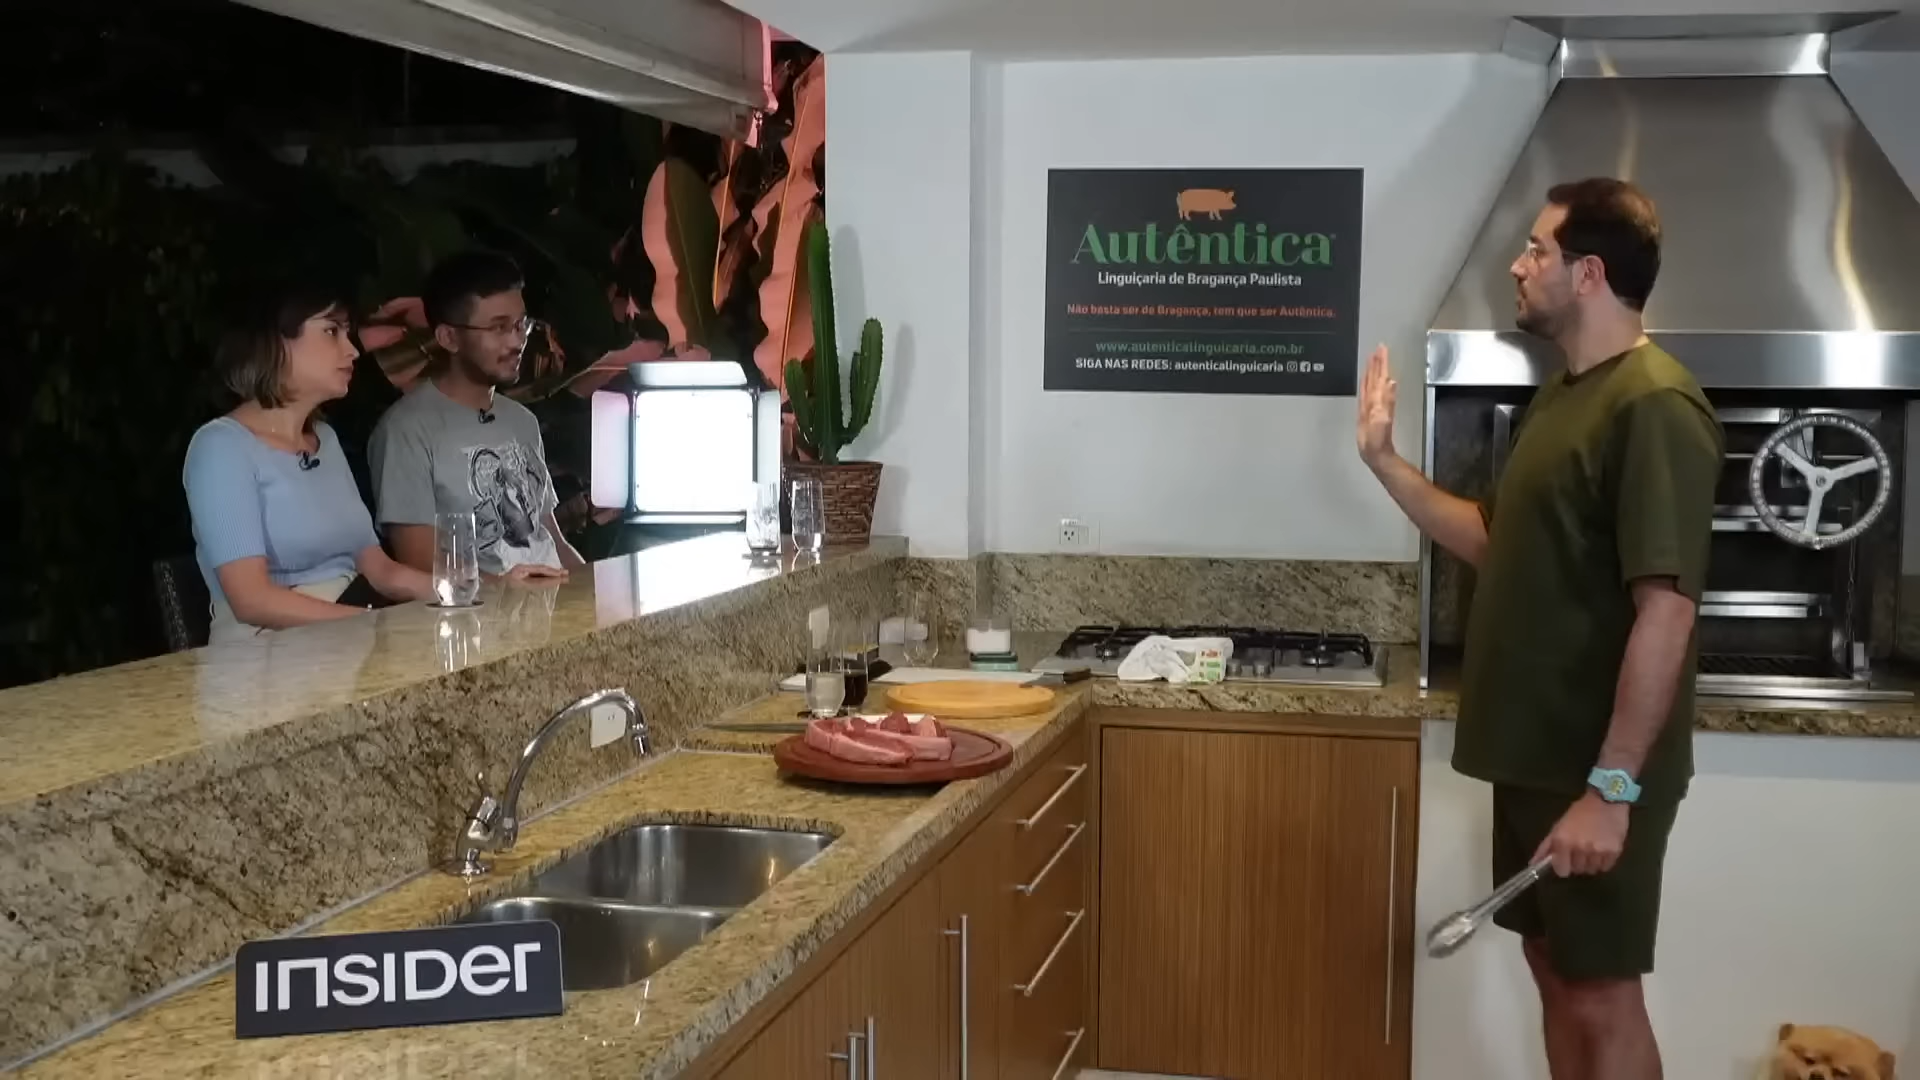 Autêntica
Linguiçaria de Bragança Paulista
Não basta ser de Bragança, tem que ser Autêntica.
www.autenticalinguicaria.com.br
SIGA NAS REDES: autenticalinguicaria
INSIDER